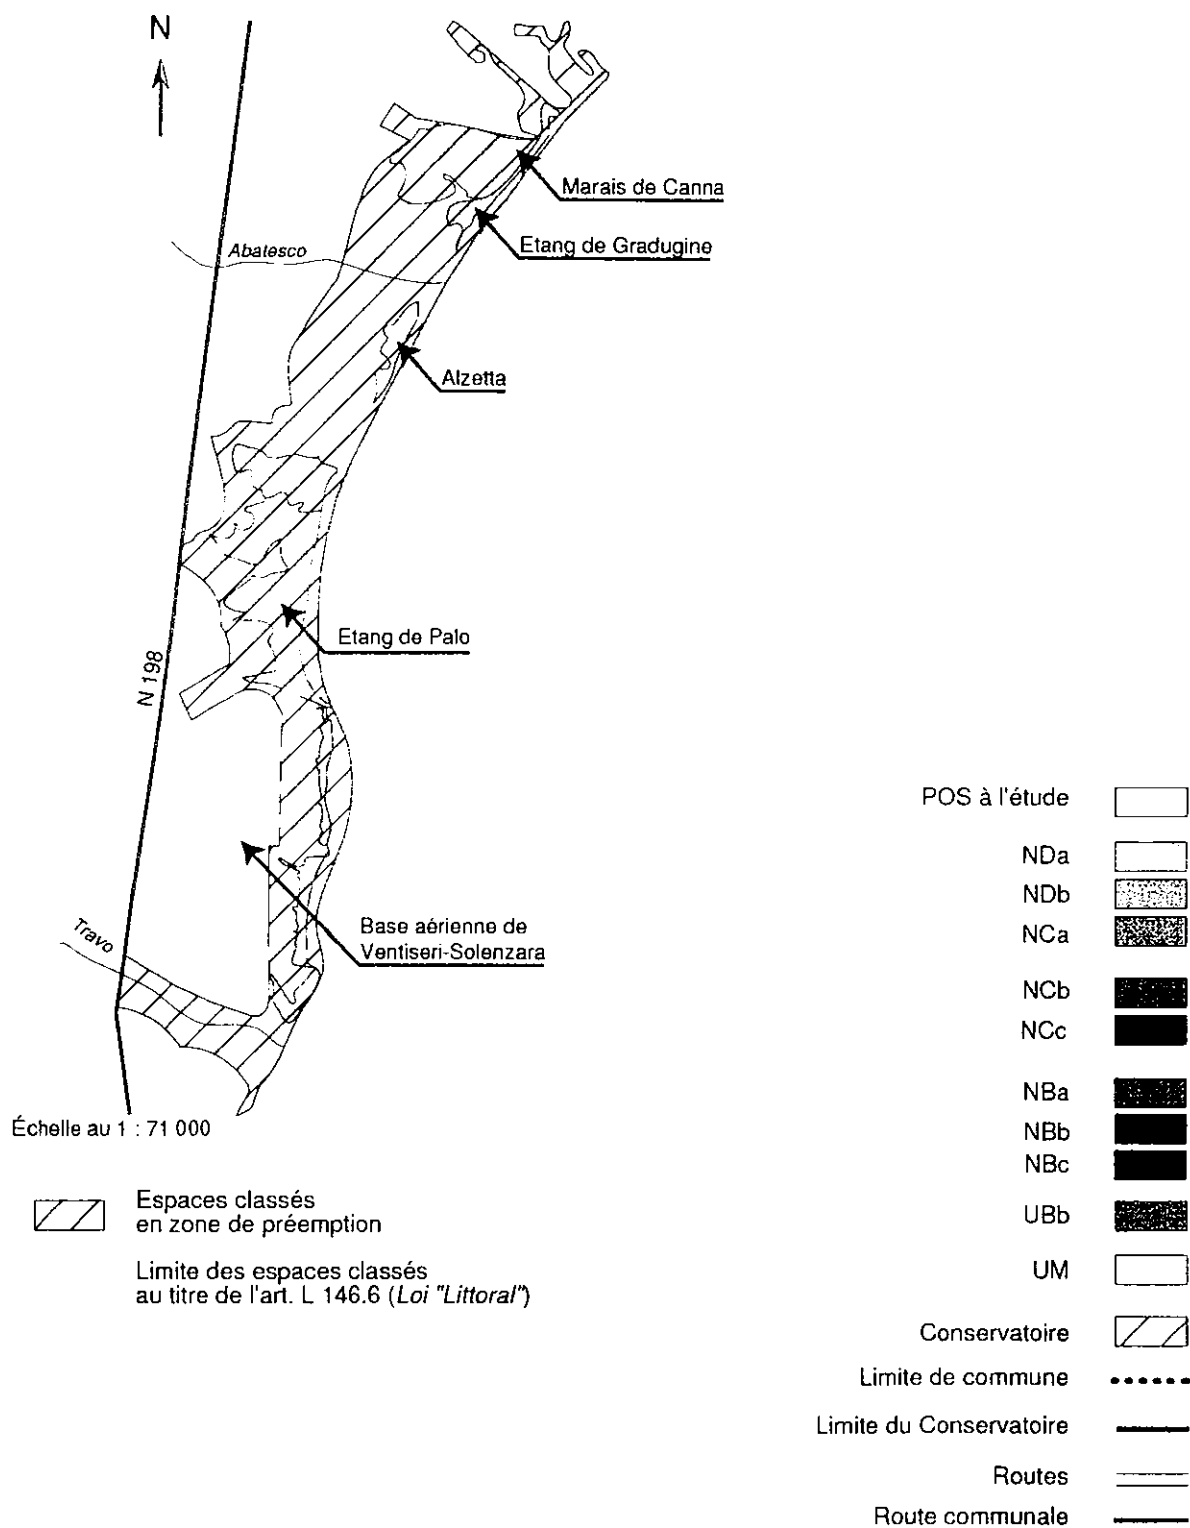 N
Marais de Canna
Etang de Gradugine
Abatesco
Alzetta
Etang de Palo
N 198
Base aérienne de
Ventiseri-Solenzara
Travo
Échelle au 1 : 71 000
Espaces classés
en zone de préemption
Limite des espaces classés
au titre de l'art. L 146.6 (Loi "Littoral")
POS à l'étude
NDa
NDb
NCa
NCb
NCc
NBa
NBb
NBc
UBb
UM
Conservatoire
Limite de commune
Limite du Conservatoire
Routes
Route communale